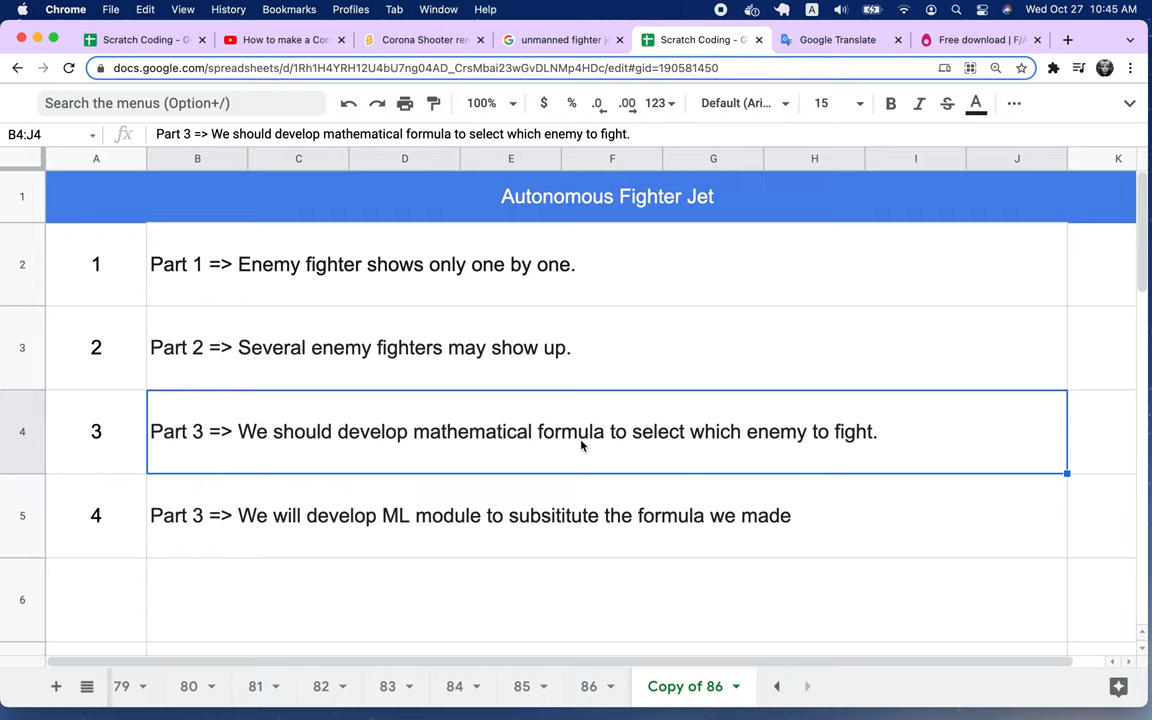 Chrome File Edit View History Bookmarks Profiles Tab Window Help
A
Wed Oct 27 10:45 AM
Scratch Coding - G
How to make a Cor
Corona Shooter ren
unmanned fighter je
Scratch Coding - G
Google Translate
Free download | F/A
docs.google.com/spreadsheets/d/1Rh1H4YRH12U4bU7ng04AD_CrsMbai23wGvDLNMp4HDc/edit#gid=190581450
Search the menus (Option+/)
100%
$ % .0 .00 123
Default (Ari...
15
B I S A
B4:J4
fx
Part 3 => We should develop mathematical formula to select which enemy to fight.
A B C D E F G H I J K
1 Autonomous Fighter Jet
2 1 Part 1 => Enemy fighter shows only one by one.
3 2 Part 2 => Several enemy fighters may show up.
4 3 Part 3 => We should develop mathematical formula to select which enemy to fight.
5 4 Part 3 => We will develop ML module to subsititute the formula we made
6
79 80 81 82 83 84 85 86 Copy of 86